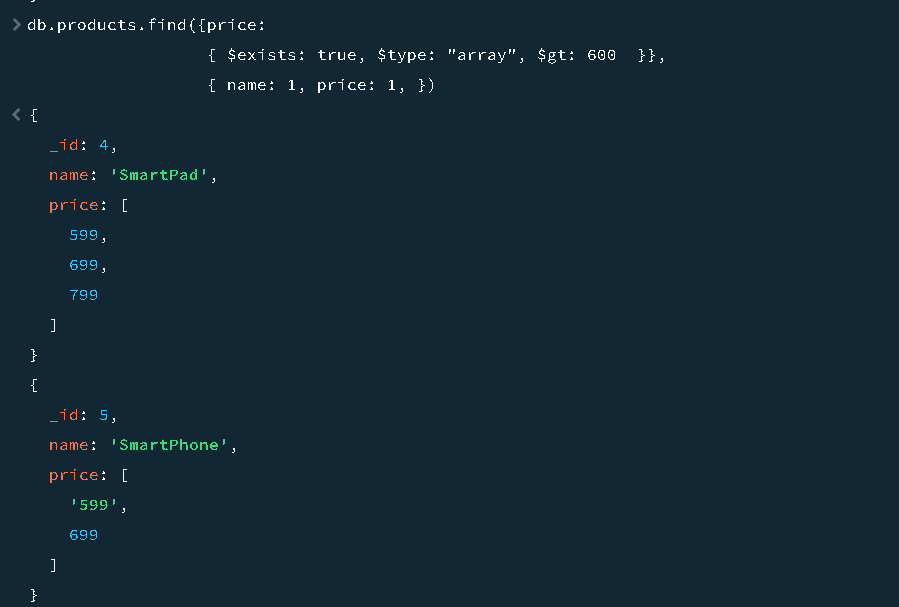 > db.products.find({price:
{ $exists: true, $type: "array", $gt: 600  }},
{ name: 1, price: 1, })
< {
_id: 4,
name: 'SmartPad',
price: [
599,
699,
799
]
}
{
_id: 5,
name: 'SmartPhone',
price: [
'599',
699
]
}